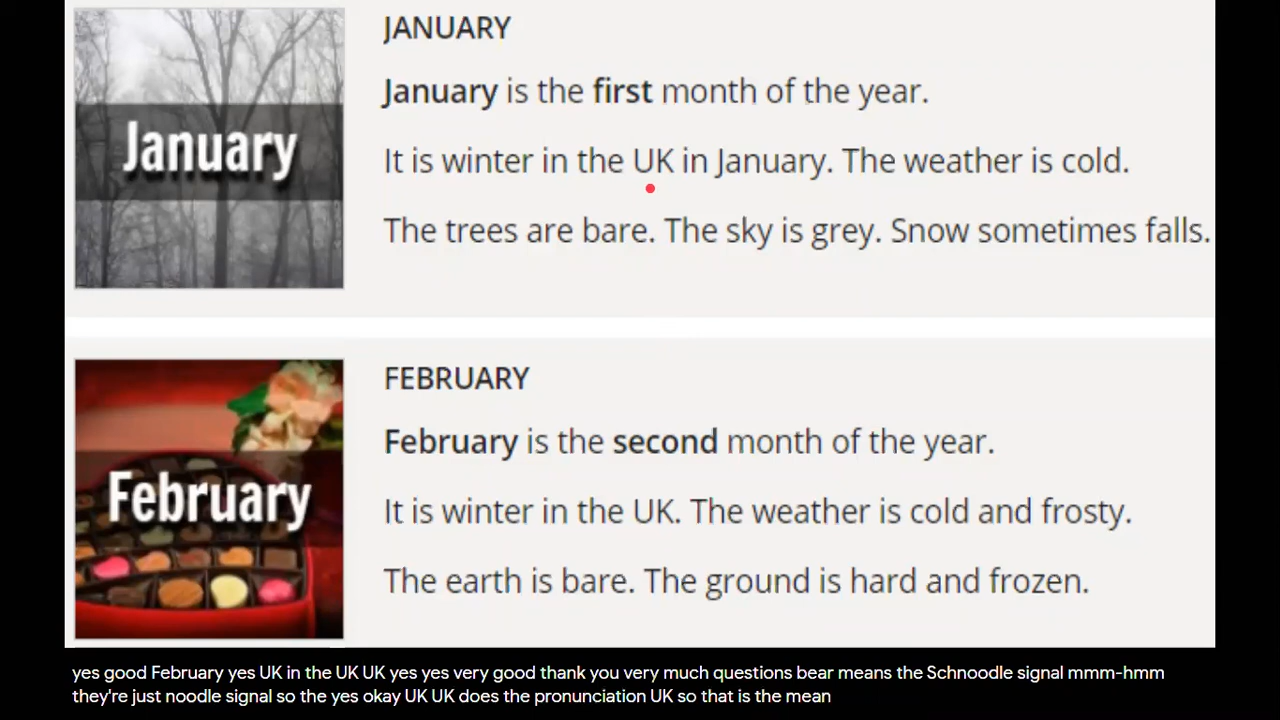 January
JANUARY
January is the first month of the year.
It is winter in the UK in January. The weather is cold.
The trees are bare. The sky is grey. Snow sometimes falls.
February
FEBRUARY
February is the second month of the year.
It is winter in the UK. The weather is cold and frosty.
The earth is bare. The ground is hard and frozen.
yes good February yes UK in the UK UK yes yes very good thank you very much questions bear means the Schnoodle signal mmm-hmm
they're just noodle signal so the yes okay UK UK does the pronunciation UK so that is the mean